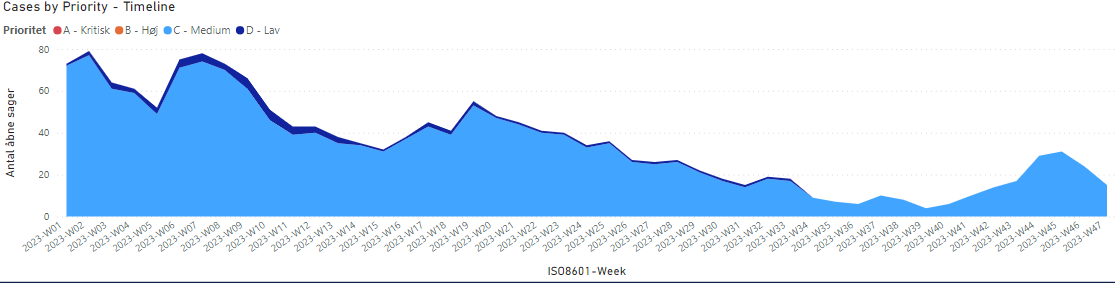 Cases by Priority - Timeline
Prioritet A - Kritisk B - Høj C - Medium D - Lav
Antal åbne sager
80
60
40
20
0
2023-W01 2023-W02 2023-W03 2023-W04 2023-W05 2023-W06 2023-W07 2023-W08 2023-W09 2023-W10 2023-W11 2023-W12 2023-W13 2023-W14 2023-W15 2023-W16 2023-W17 2023-W18 2023-W19 2023-W20 2023-W21 2023-W22 2023-W23 2023-W24 2023-W25 2023-W26 2023-W27 2023-W28 2023-W29 2023-W30 2023-W31 2023-W32 2023-W33 2023-W34 2023-W35 2023-W36 2023-W37 2023-W38 2023-W39 2023-W40 2023-W41 2023-W42 2023-W43 2023-W44 2023-W45 2023-W46 2023-W47
ISO8601-Week